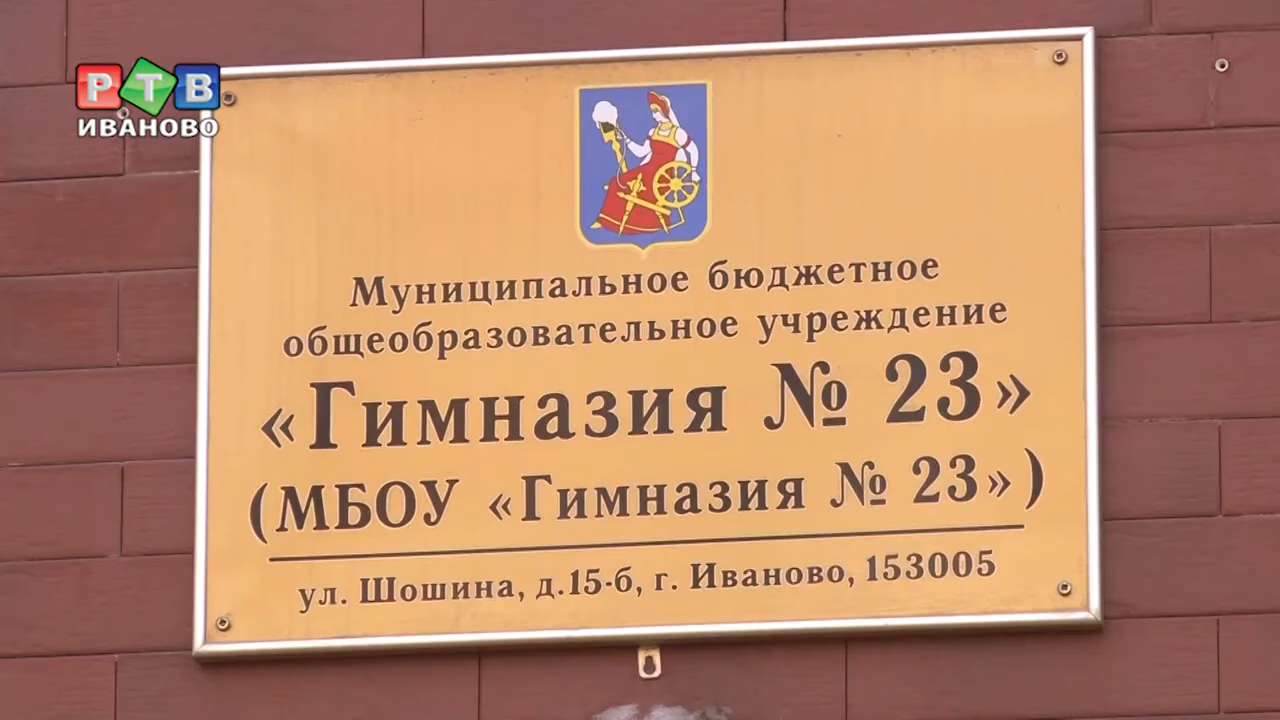 РТВ
ИВАНОВО
Муниципальное бюджетное
общеобразовательное учреждение
«Гимназия № 23»
(МБОУ «Гимназия № 23»)
ул. Шошина, д.15-б, г. Иваново, 153005